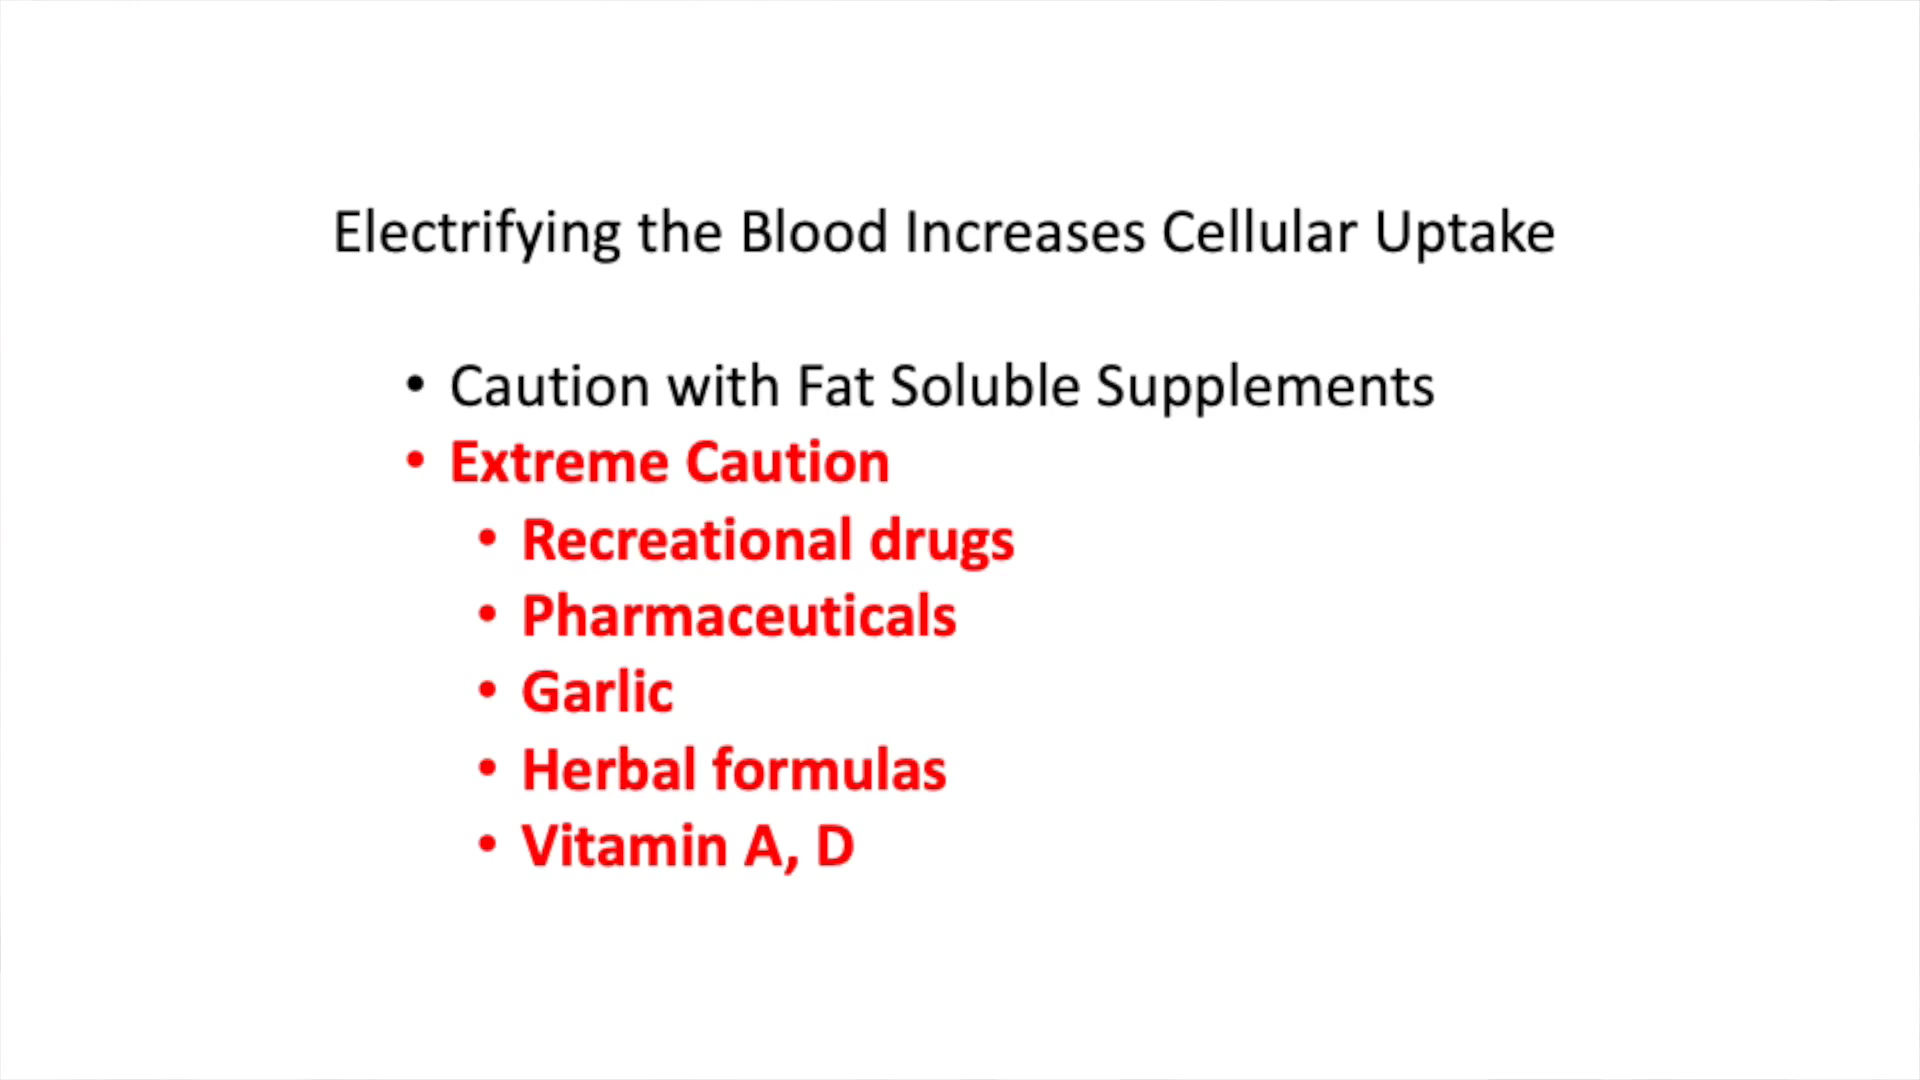 Electrifying the Blood Increases Cellular Uptake
• Caution with Fat Soluble Supplements
• Extreme Caution
• Recreational drugs
• Pharmaceuticals
• Garlic
• Herbal formulas
• Vitamin A, D